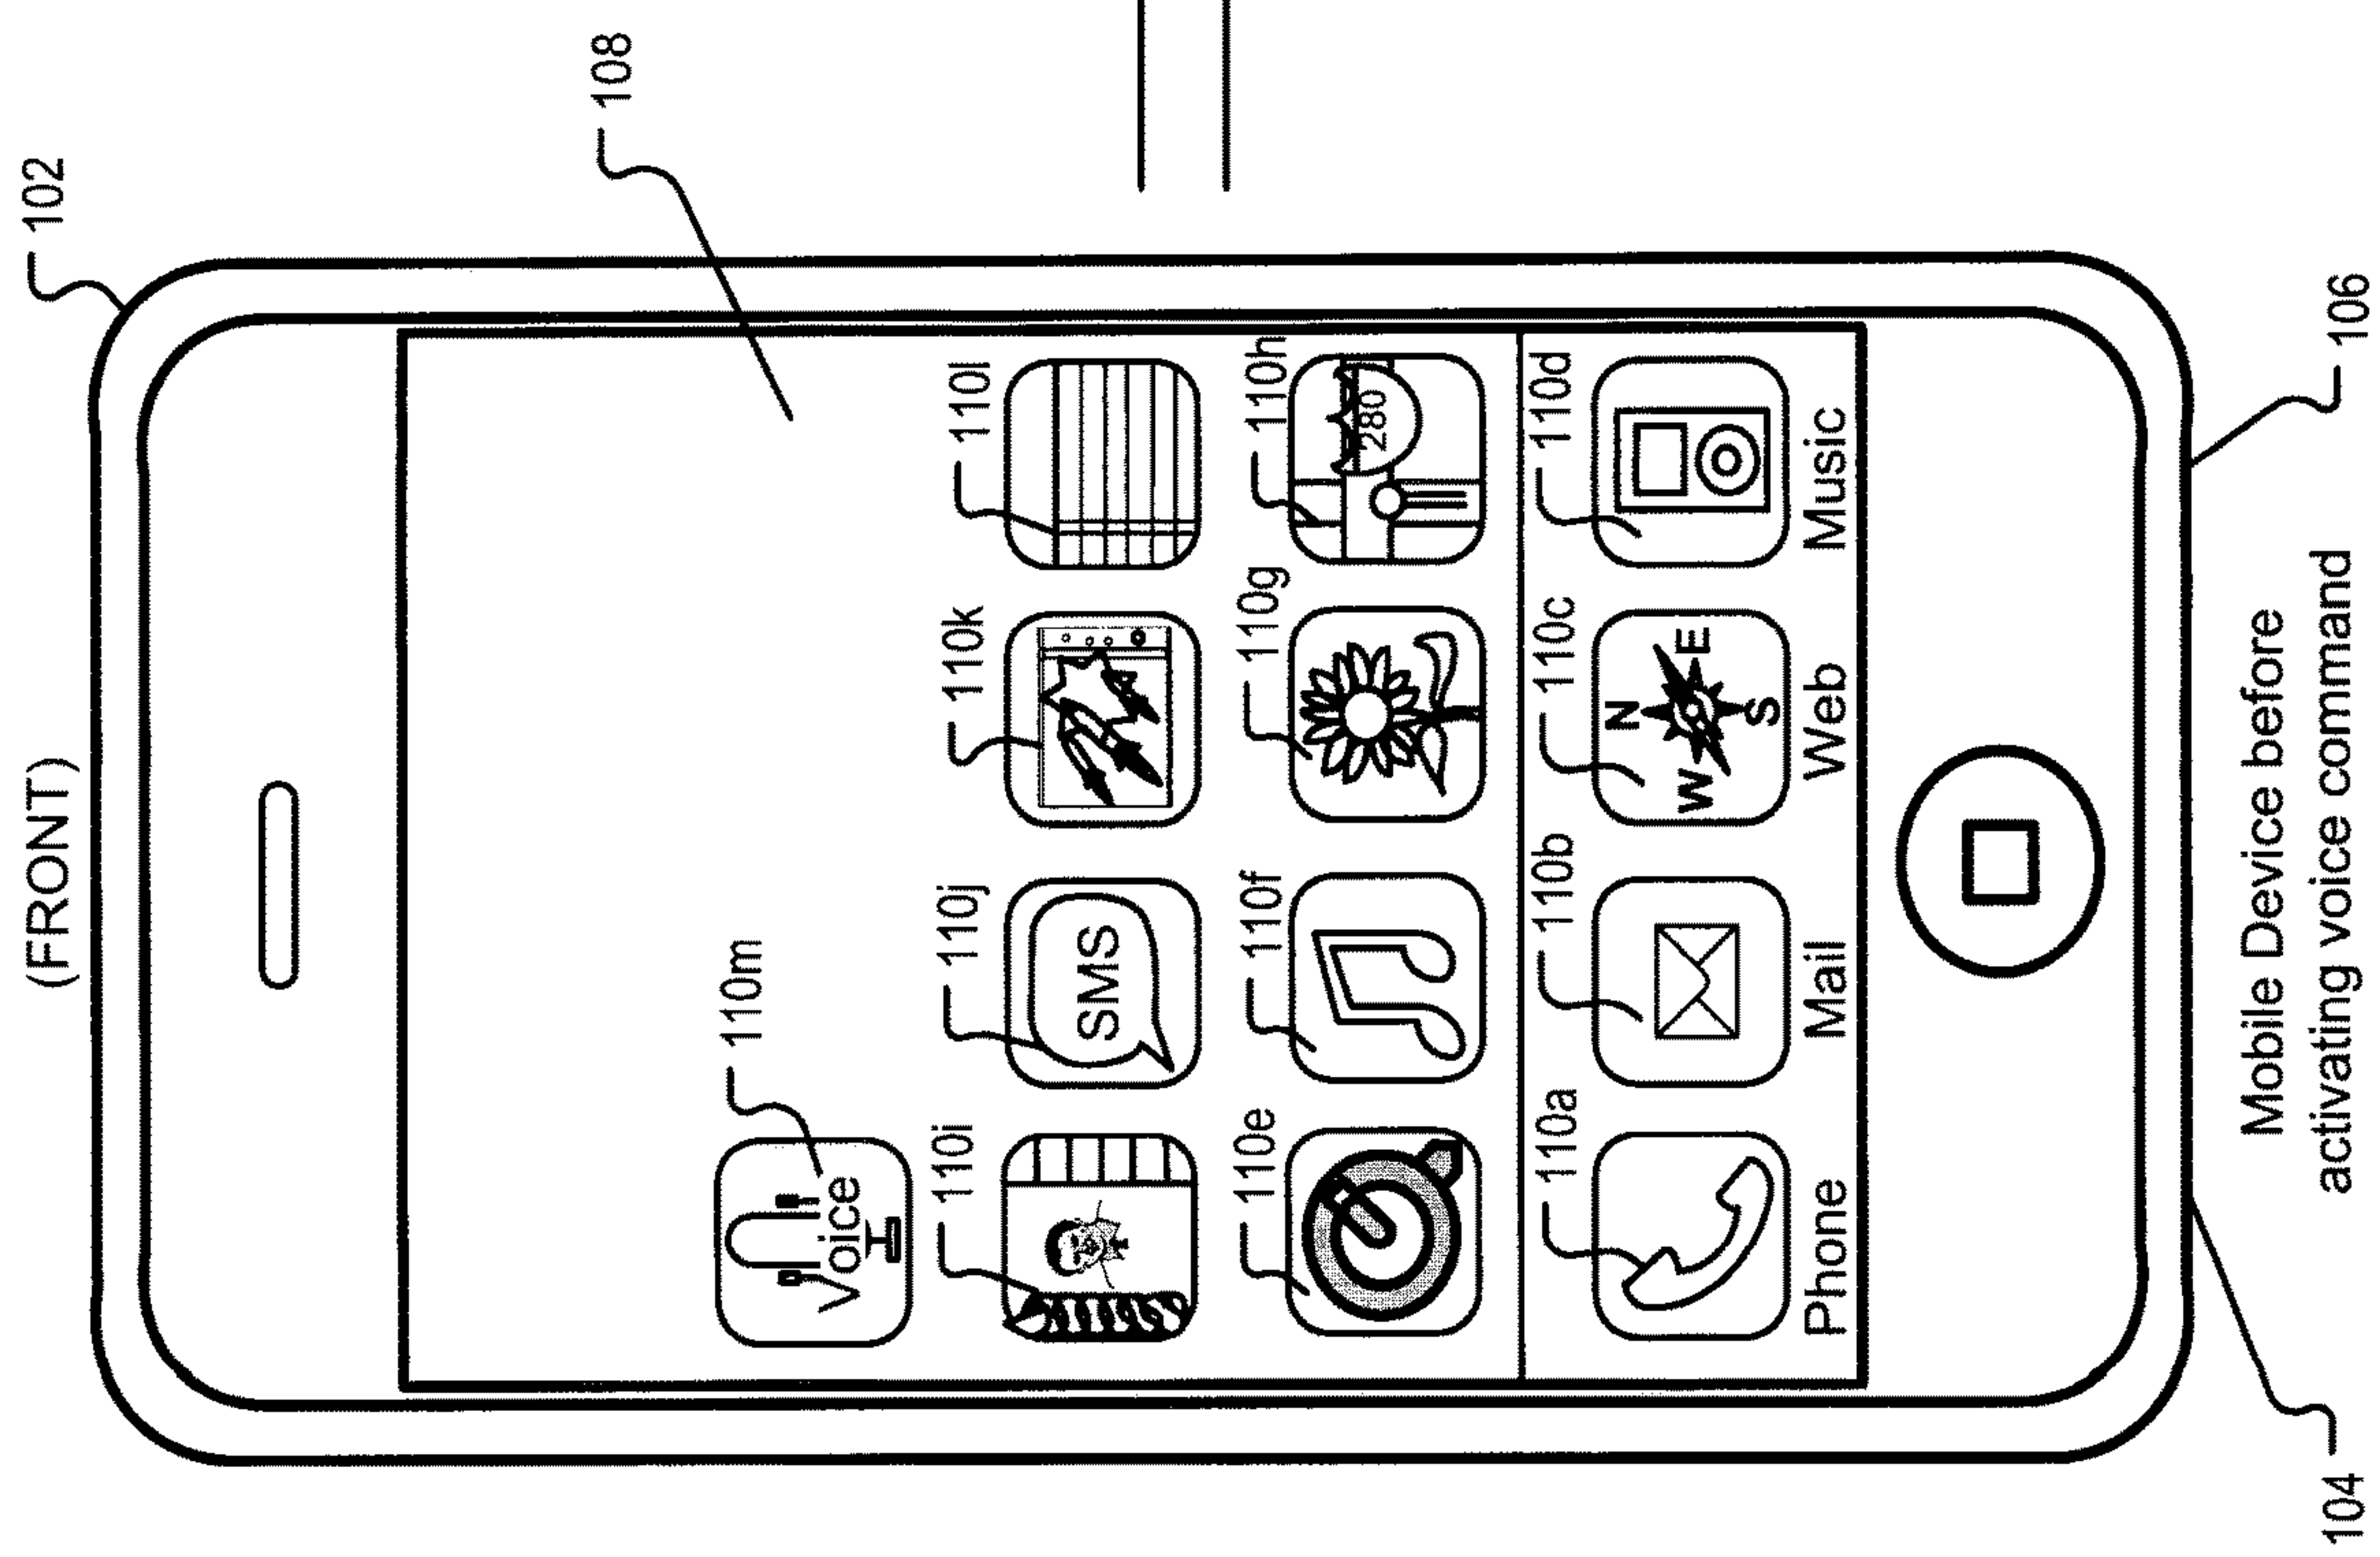 (FRONT)
102
108
110m
Voice
110i 110j 110k 110l
SMS
110e 110f 110g 110h
280
110a 110b 110c 110d
N
W E
S
Phone Mail Web Music
Mobile Device before
activating voice command
104
106